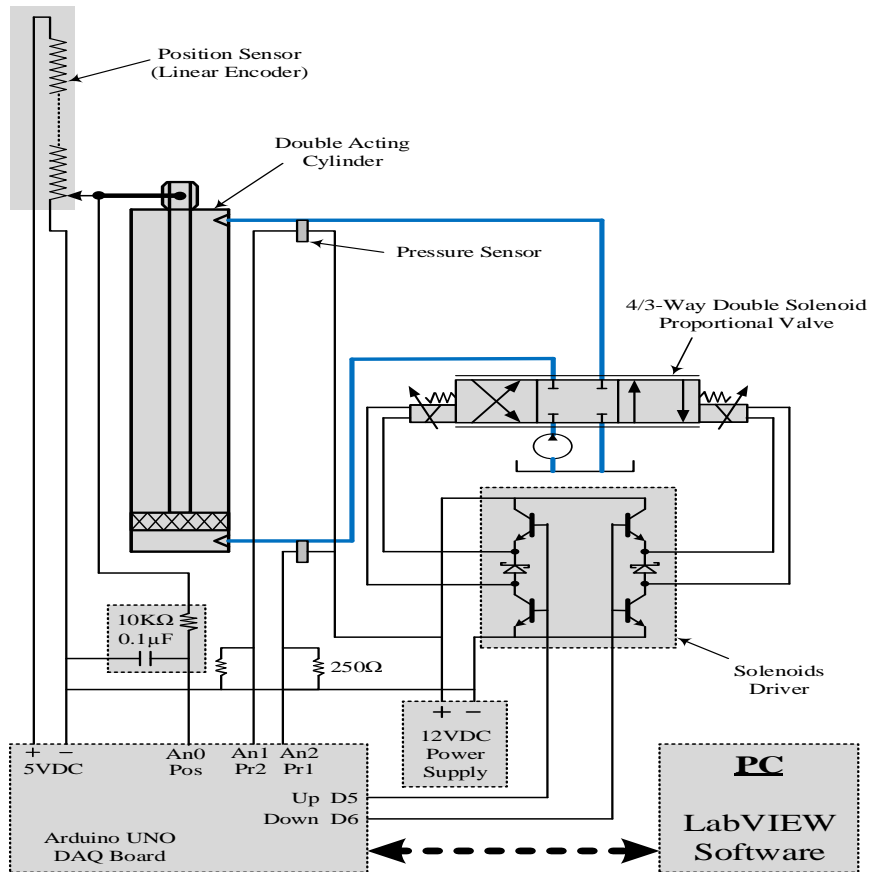 Position Sensor
(Linear Encoder)
Double Acting
Cylinder
Pressure Sensor
4/3-Way Double Solenoid
Proportional Valve
10KΩ
0.1μF
250Ω
Solenoids
Driver
+ −
12VDC
Power
Supply
+ −
5VDC
An0
Pos
An1
Pr2
An2
Pr1
Up D5
Down D6
Arduino UNO
DAQ Board
PC
LabVIEW
Software